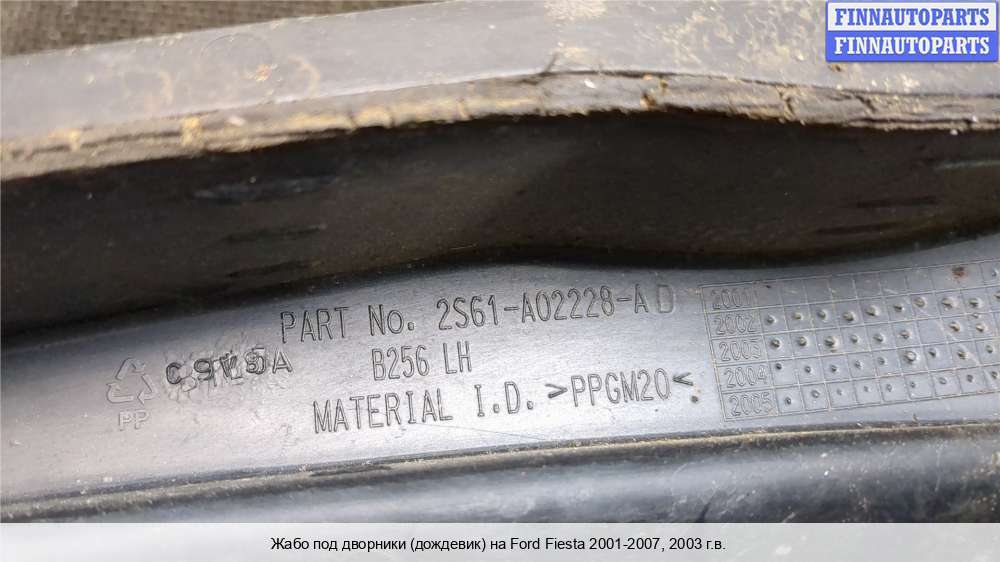 FINNAUTOPARTS
FINNAUTOPARTS
PART No. 2S61-A02228-AD
B256 LH
MATERIAL I.D. >PPGM20<
PP
2001
2002
2003
2004
2005
Жабо под дворники (дождевик) на Ford Fiesta 2001-2007, 2003 г.в.